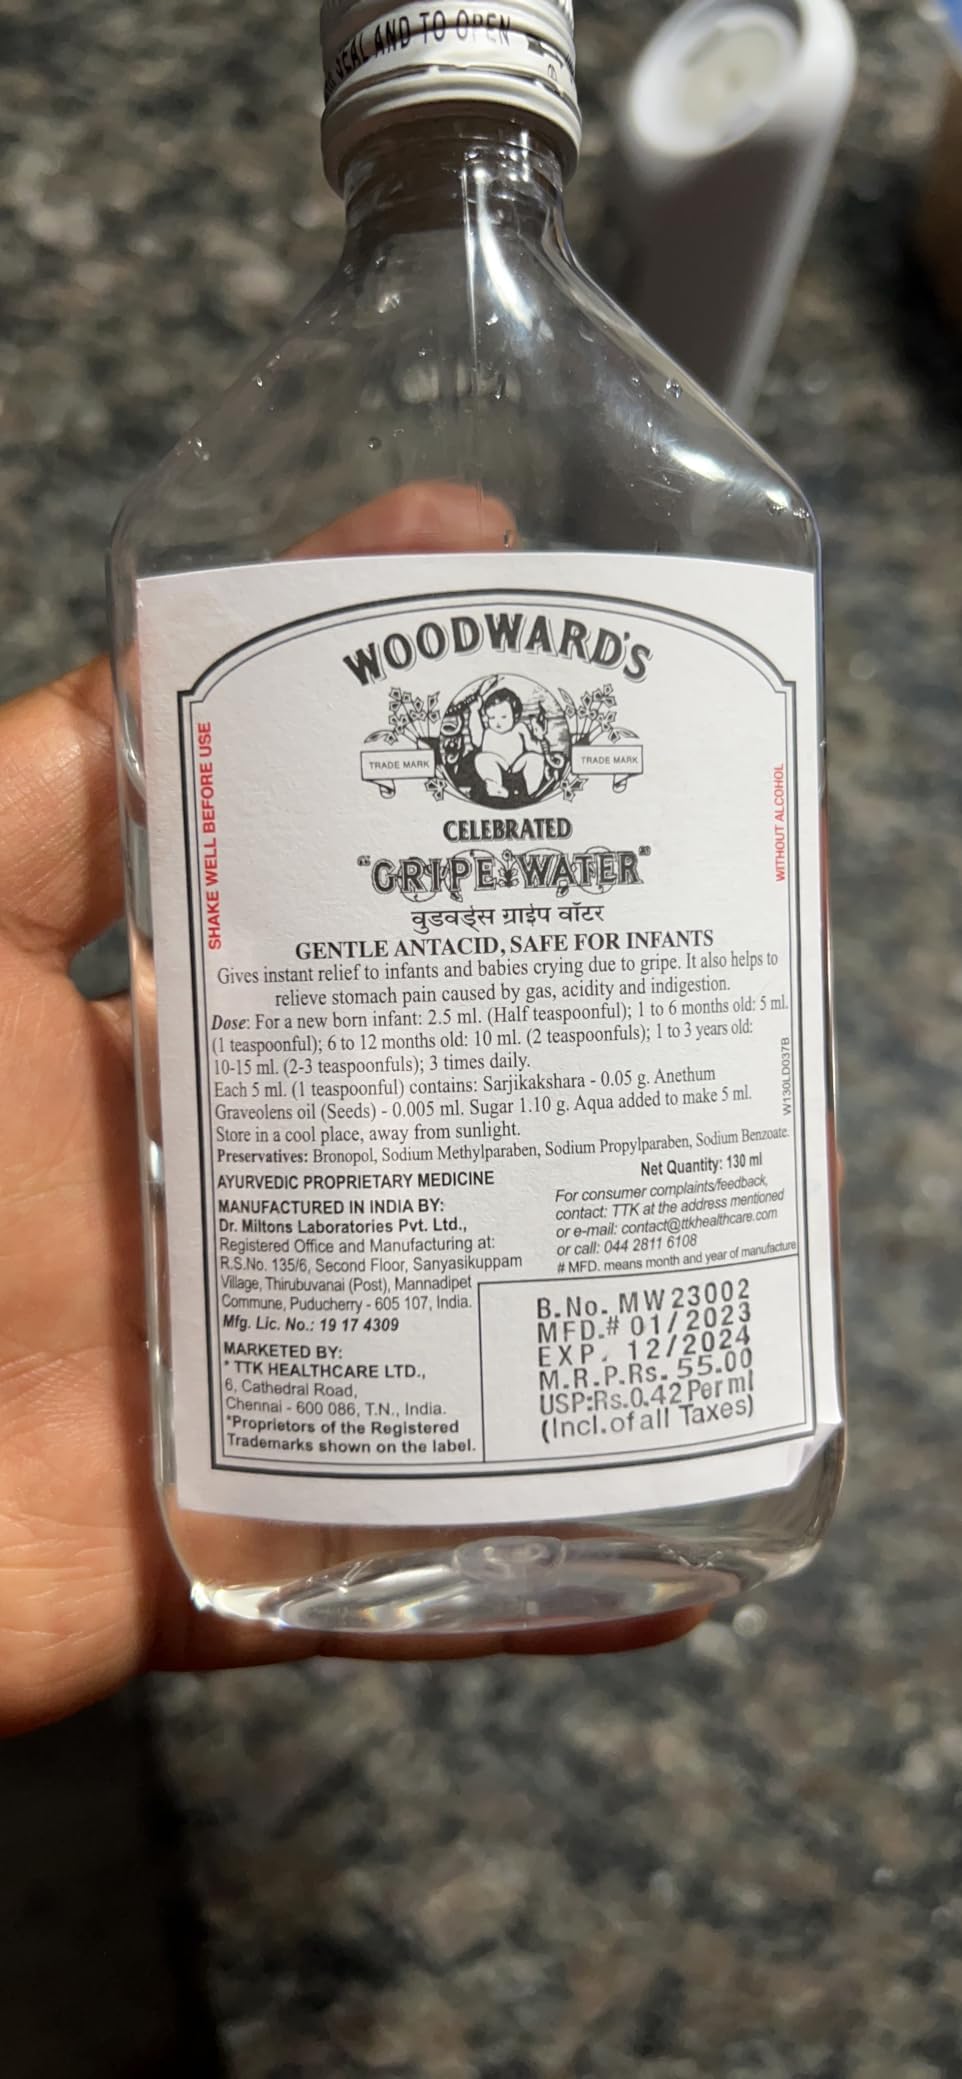 SEAL AND TO OPEN
WOODWARD'S
TRADE MARK
TRADE MARK
CELEBRATED
"GRIPE WATER"
वुडवर्ड्स ग्राईप वॉटर
GENTLE ANTACID, SAFE FOR INFANTS
Gives instant relief to infants and babies crying due to gripe. It also helps to
relieve stomach pain caused by gas, acidity and indigestion.
Dose: For a new born infant: 2.5 ml. (Half teaspoonful); 1 to 6 months old: 5 ml.
(1 teaspoonful); 6 to 12 months old: 10 ml. (2 teaspoonfuls); 1 to 3 years old:
10-15 ml. (2-3 teaspoonfuls); 3 times daily.
Each 5 ml. (1 teaspoonful) contains: Sarjikakshara - 0.05 g. Anethum
Graveolens oil (Seeds) - 0.005 ml. Sugar 1.10 g. Aqua added to make 5 ml.
Store in a cool place, away from sunlight.
Preservatives: Bronopol, Sodium Methylparaben, Sodium Propylparaben, Sodium Benzoate.
SHAKE WELL BEFORE USE
WITHOUT ALCOHOL
W130LD037B
AYURVEDIC PROPRIETARY MEDICINE
MANUFACTURED IN INDIA BY:
Dr. Miltons Laboratories Pvt. Ltd.,
Registered Office and Manufacturing at:
R.S.No. 135/6, Second Floor, Sanyasikuppam
Village, Thirubuvanai (Post), Mannadipet
Commune, Puducherry - 605 107, India.
Mfg. Lic. No.: 19 17 4309
MARKETED BY:
* TTK HEALTHCARE LTD.,
6, Cathedral Road,
Chennai - 600 086, T.N., India.
*Proprietors of the Registered
Trademarks shown on the label.
Net Quantity: 130 ml
For consumer complaints/feedback,
contact: TTK at the address mentioned
or e-mail: contact@ttkhealthcare.com
or call: 044 2811 6108
# MFD. means month and year of manufacture
B.No. MW23002
MFD.# 01/2023
EXP. 12/2024
M.R.P.Rs. 55.00
USP:Rs.0.42 Per ml
(Incl.of all Taxes)